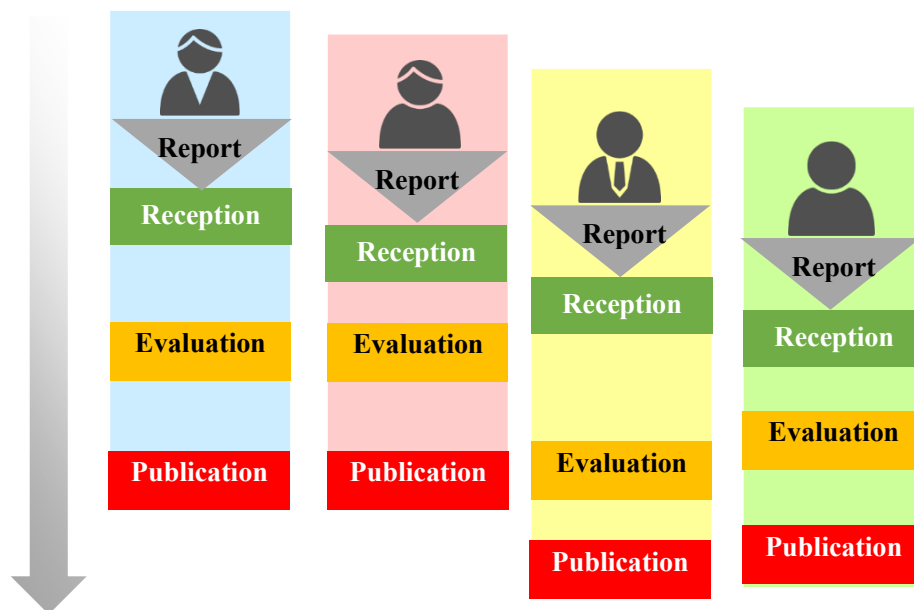 Report
Reception
Evaluation
Publication
Report
Reception
Evaluation
Publication
Report
Reception
Evaluation
Publication
Report
Reception
Evaluation
Publication